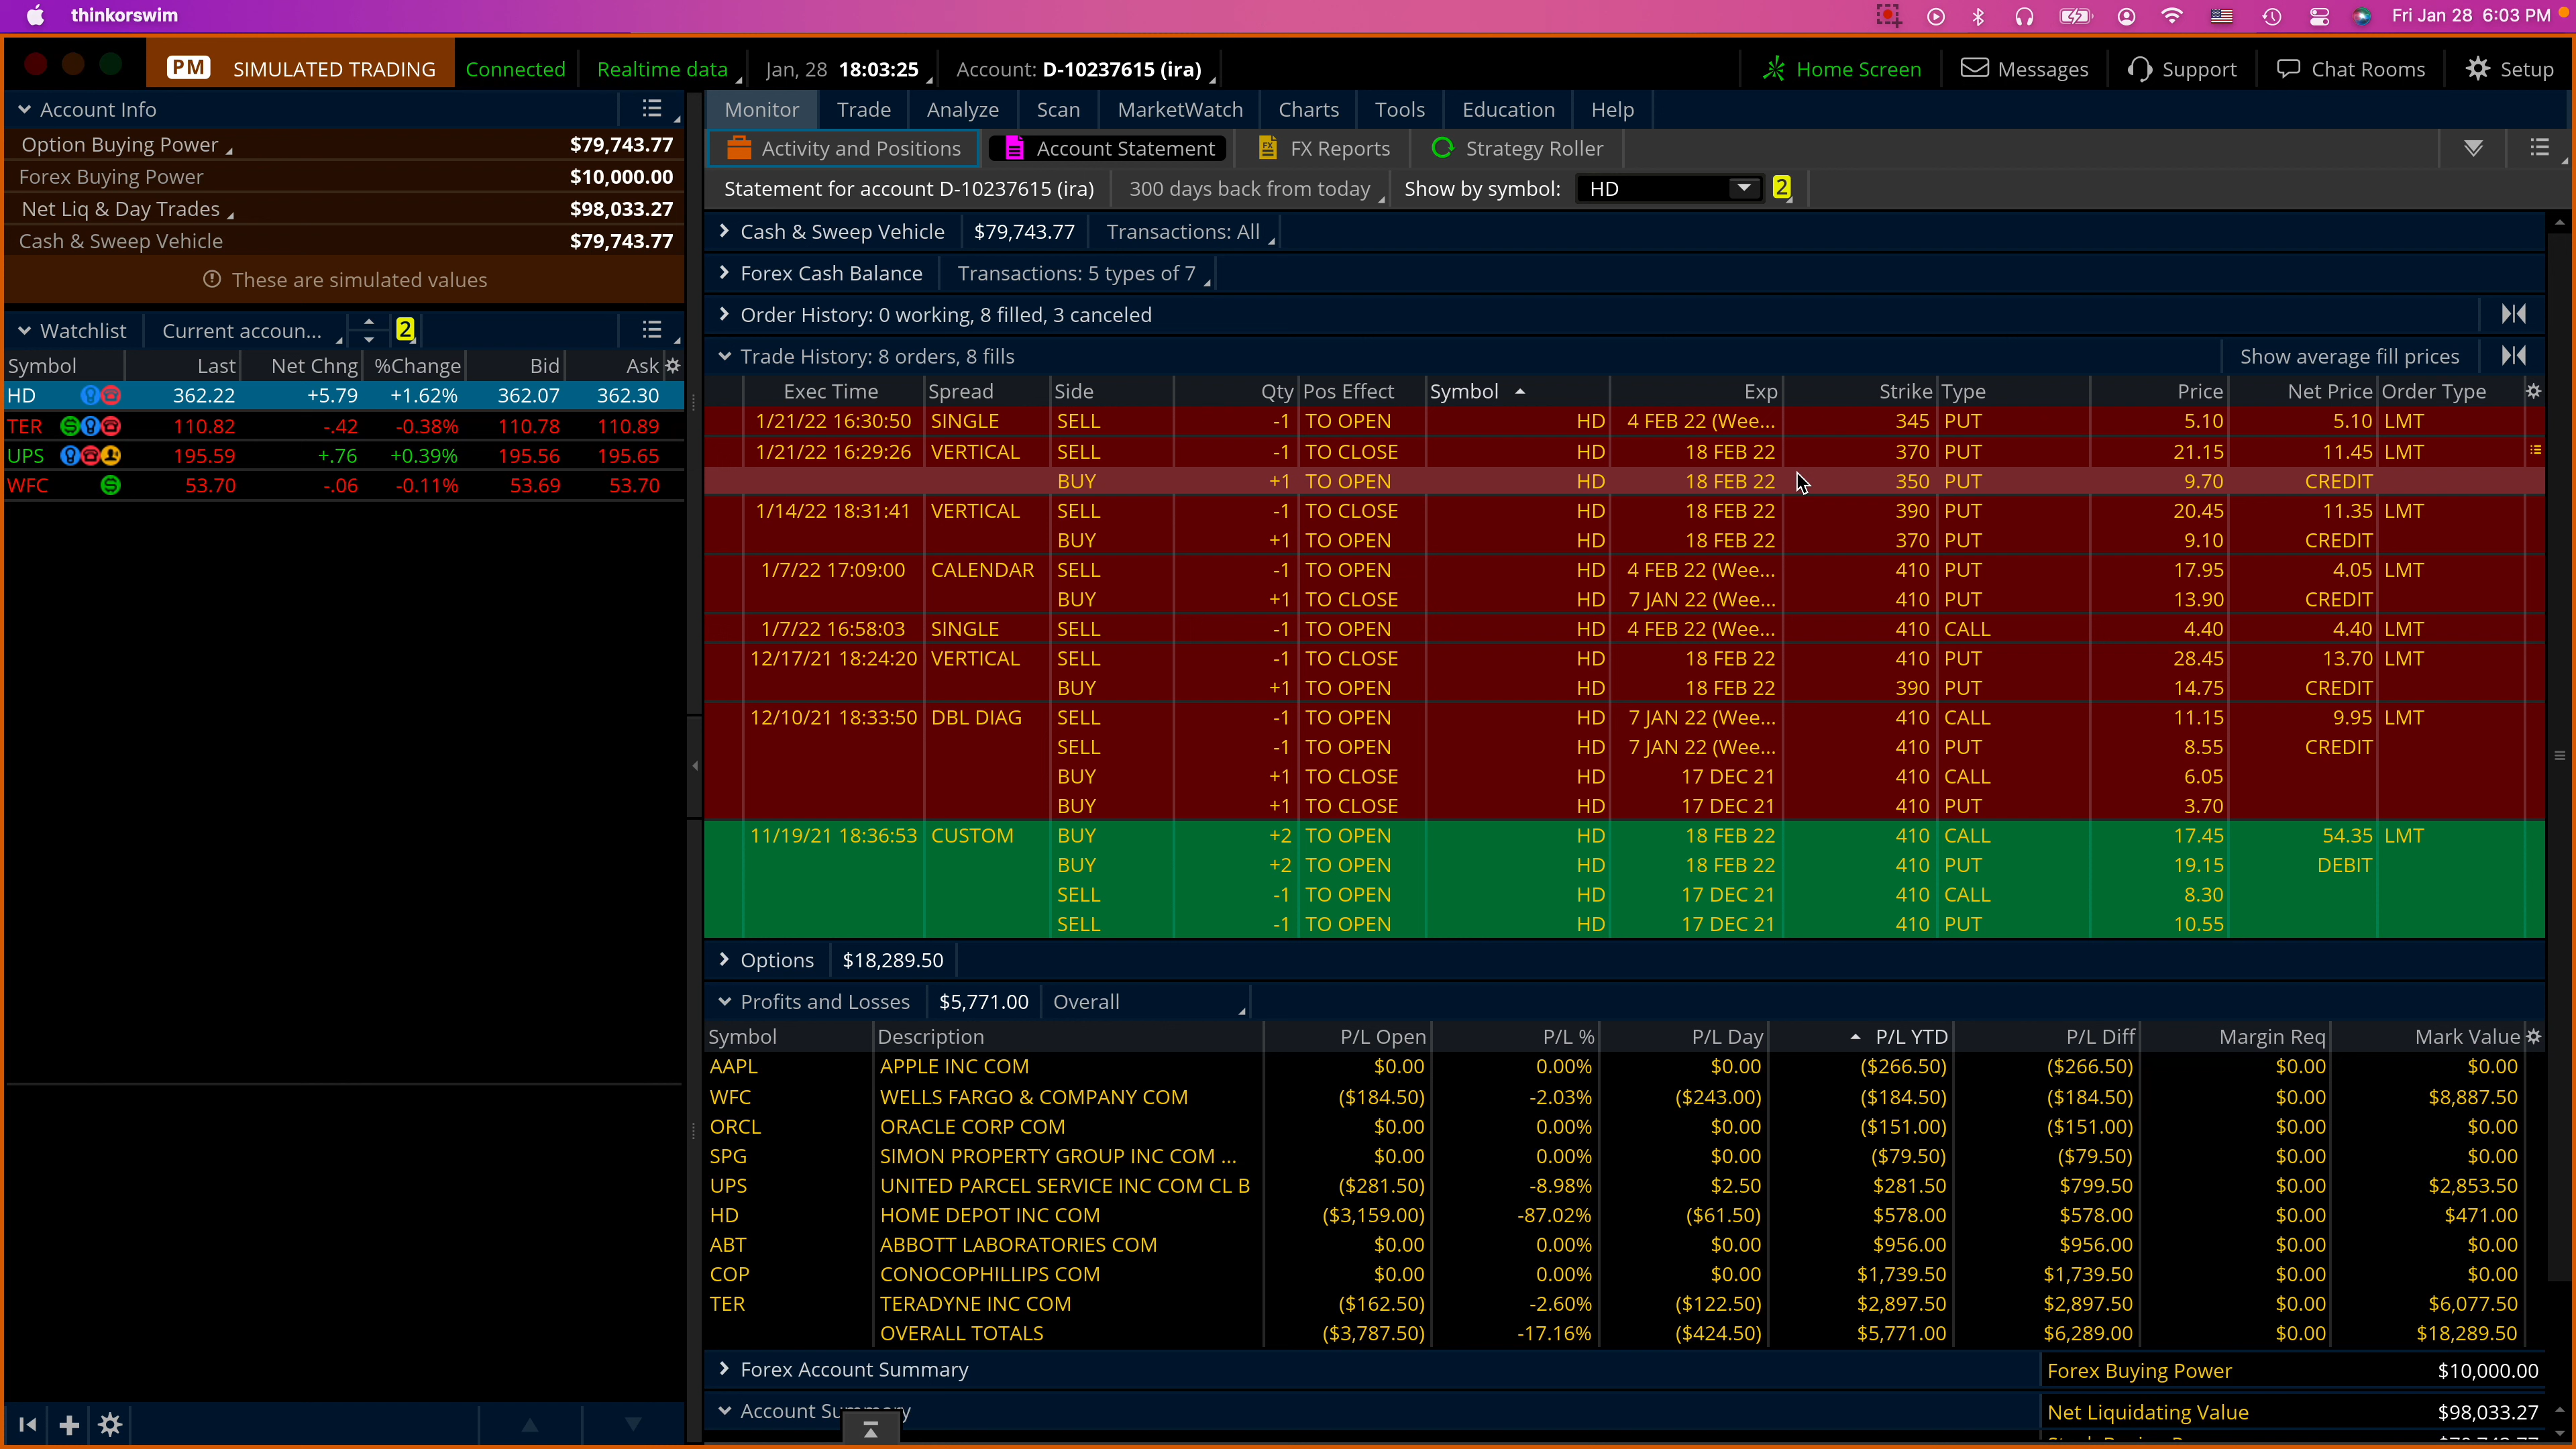 thinkorswim Fri Jan 28 6:03 PM
PM SIMULATED TRADING Connected Realtime data Jan, 28 18:03:25 Account: D-10237615 (ira) Home Screen Messages Support Chat Rooms Setup
Account Info
Option Buying Power $79,743.77
Forex Buying Power $10,000.00
Net Liq & Day Trades $98,033.27
Cash & Sweep Vehicle $79,743.77
These are simulated values
Watchlist Current accoun... 2
Symbol Last Net Chng %Change Bid Ask
HD 362.22 +5.79 +1.62% 362.07 362.30
TER 110.82 -.42 -0.38% 110.78 110.89
UPS 195.59 +.76 +0.39% 195.56 195.65
WFC 53.70 -.06 -0.11% 53.69 53.70
Monitor Trade Analyze Scan MarketWatch Charts Tools Education Help
Activity and Positions Account Statement FX Reports Strategy Roller
Statement for account D-10237615 (ira) 300 days back from today Show by symbol: HD 2
Cash & Sweep Vehicle $79,743.77 Transactions: All
Forex Cash Balance Transactions: 5 types of 7
Order History: 0 working, 8 filled, 3 canceled
Trade History: 8 orders, 8 fills Show average fill prices
Exec Time Spread Side Qty Pos Effect Symbol Exp Strike Type Price Net Price Order Type
1/21/22 16:30:50 SINGLE SELL -1 TO OPEN HD 4 FEB 22 (Wee... 345 PUT 5.10 5.10 LMT
1/21/22 16:29:26 VERTICAL SELL -1 TO CLOSE HD 18 FEB 22 370 PUT 21.15 11.45 LMT
BUY +1 TO OPEN HD 18 FEB 22 350 PUT 9.70 CREDIT
1/14/22 18:31:41 VERTICAL SELL -1 TO CLOSE HD 18 FEB 22 390 PUT 20.45 11.35 LMT
BUY +1 TO OPEN HD 18 FEB 22 370 PUT 9.10 CREDIT
1/7/22 17:09:00 CALENDAR SELL -1 TO OPEN HD 4 FEB 22 (Wee... 410 PUT 17.95 4.05 LMT
BUY +1 TO CLOSE HD 7 JAN 22 (Wee... 410 PUT 13.90 CREDIT
1/7/22 16:58:03 SINGLE SELL -1 TO OPEN HD 4 FEB 22 (Wee... 410 CALL 4.40 4.40 LMT
12/17/21 18:24:20 VERTICAL SELL -1 TO CLOSE HD 18 FEB 22 410 PUT 28.45 13.70 LMT
BUY +1 TO OPEN HD 18 FEB 22 390 PUT 14.75 CREDIT
12/10/21 18:33:50 DBL DIAG SELL -1 TO OPEN HD 7 JAN 22 (Wee... 410 CALL 11.15 9.95 LMT
SELL -1 TO OPEN HD 7 JAN 22 (Wee... 410 PUT 8.55 CREDIT
BUY +1 TO CLOSE HD 17 DEC 21 410 CALL 6.05
BUY +1 TO CLOSE HD 17 DEC 21 410 PUT 3.70
11/19/21 18:36:53 CUSTOM BUY +2 TO OPEN HD 18 FEB 22 410 CALL 17.45 54.35 LMT
BUY +2 TO OPEN HD 18 FEB 22 410 PUT 19.15 DEBIT
SELL -1 TO OPEN HD 17 DEC 21 410 CALL 8.30
SELL -1 TO OPEN HD 17 DEC 21 410 PUT 10.55
Options $18,289.50
Profits and Losses $5,771.00 Overall
Symbol Description P/L Open P/L % P/L Day P/L YTD P/L Diff Margin Req Mark Value
AAPL APPLE INC COM $0.00 0.00% $0.00 ($266.50) ($266.50) $0.00 $0.00
WFC WELLS FARGO & COMPANY COM ($184.50) -2.03% ($243.00) ($184.50) ($184.50) $0.00 $8,887.50
ORCL ORACLE CORP COM $0.00 0.00% $0.00 ($151.00) ($151.00) $0.00 $0.00
SPG SIMON PROPERTY GROUP INC COM ... $0.00 0.00% $0.00 ($79.50) ($79.50) $0.00 $0.00
UPS UNITED PARCEL SERVICE INC COM CL B ($281.50) -8.98% $2.50 $281.50 $799.50 $0.00 $2,853.50
HD HOME DEPOT INC COM ($3,159.00) -87.02% ($61.50) $578.00 $578.00 $0.00 $471.00
ABT ABBOTT LABORATORIES COM $0.00 0.00% $0.00 $956.00 $956.00 $0.00 $0.00
COP CONOCOPHILLIPS COM $0.00 0.00% $0.00 $1,739.50 $1,739.50 $0.00 $0.00
TER TERADYNE INC COM ($162.50) -2.60% ($122.50) $2,897.50 $2,897.50 $0.00 $6,077.50
OVERALL TOTALS ($3,787.50) -17.16% ($424.50) $5,771.00 $6,289.00 $0.00 $18,289.50
Forex Account Summary Forex Buying Power $10,000.00
Account Net Liquidating Value $98,033.27